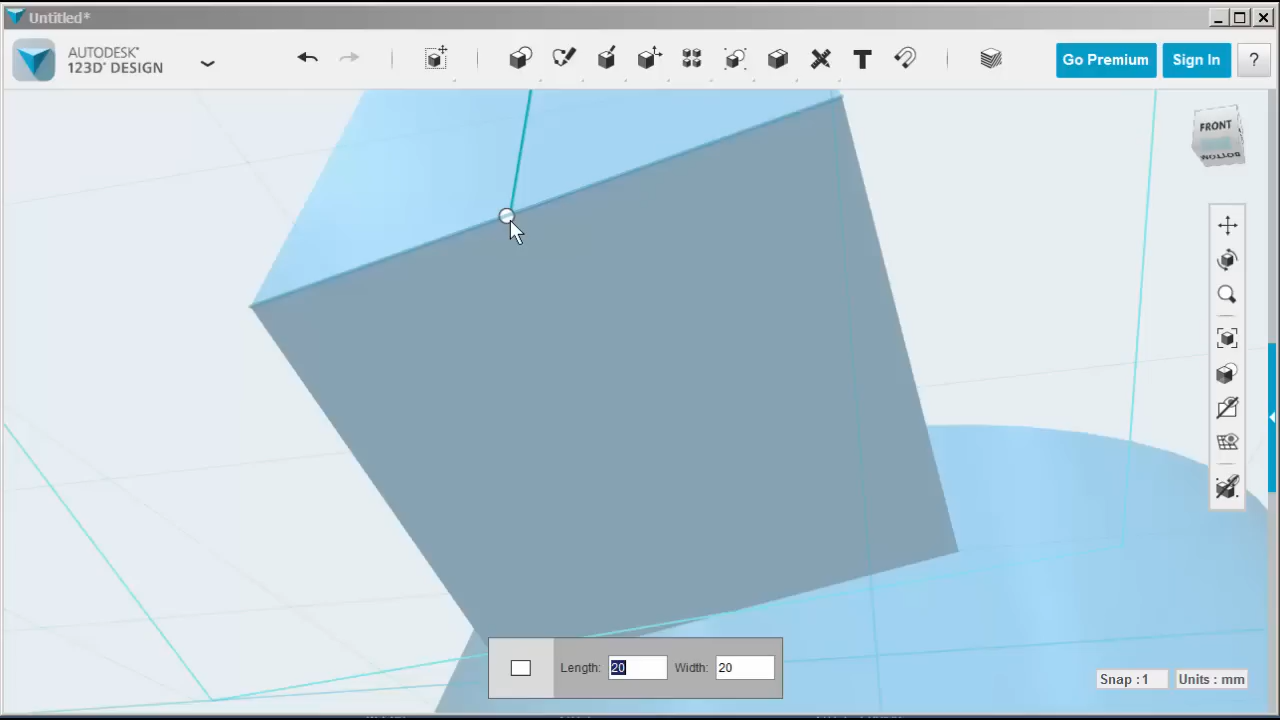 Untitled*
AUTODESK®
123D® DESIGN
Go Premium
Sign In
?
FRONT
BOTTOM
Length: 20 Width: 20
Snap : 1
Units : mm